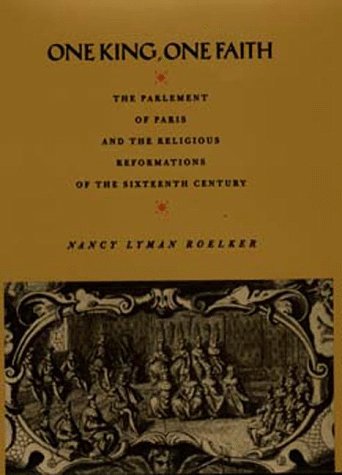 ONE KING, ONE FAITH
THE PARLEMENT
OF PARIS
AND THE RELIGIOUS
REFORMATIONS
OF THE SIXTEENTH CENTURY
NANCY LYMAN ROELKER